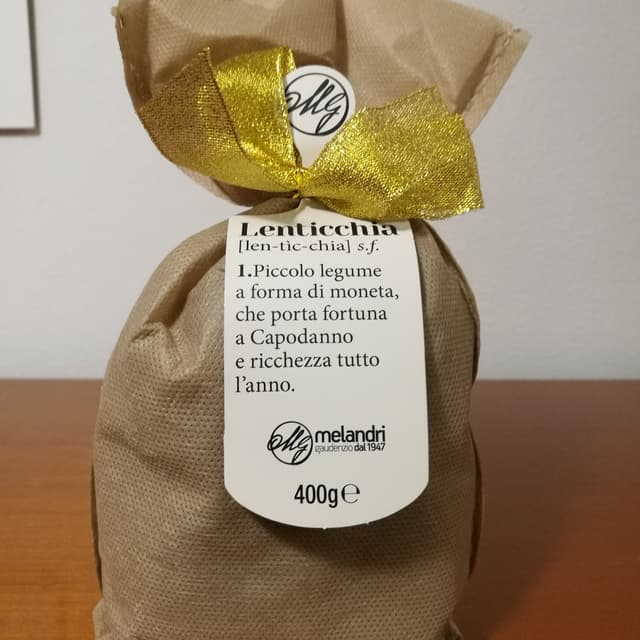 MG
Lenticchia
[len-tìc-chia] s.f.
1.Piccolo legume
a forma di moneta,
che porta fortuna
a Capodanno
e ricchezza tutto
l'anno.
MG melandri
gaudenzio dal 1947
400g℮